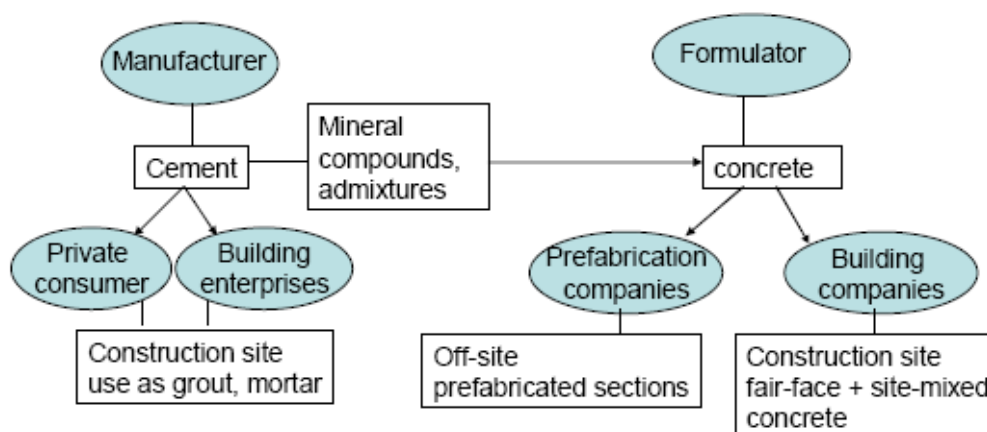 Manufacturer
Formulator
Mineral
compounds,
admixtures
Cement
concrete
Private
consumer
Building
enterprises
Prefabrication
companies
Building
companies
Construction site
use as grout, mortar
Off-site
prefabricated sections
Construction site
fair-face + site-mixed
concrete